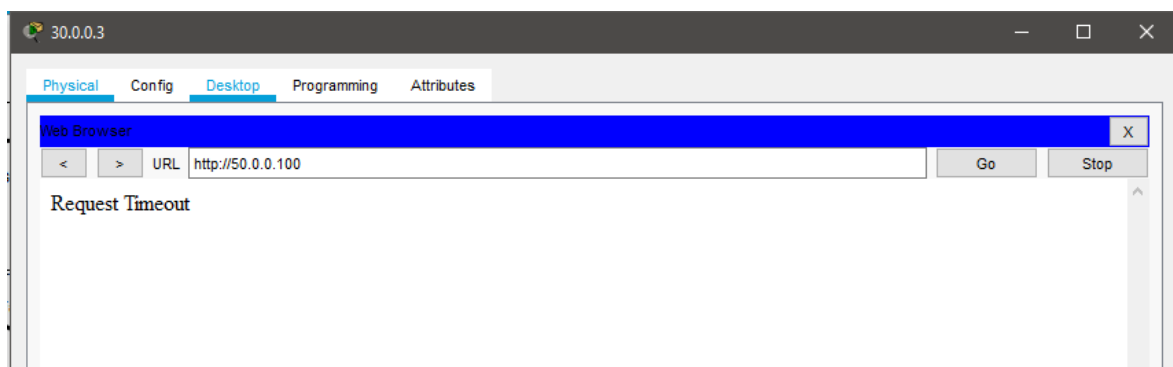 30.0.0.3
Physical Config Desktop Programming Attributes
Web Browser X
< > URL http://50.0.0.100 Go Stop
Request Timeout